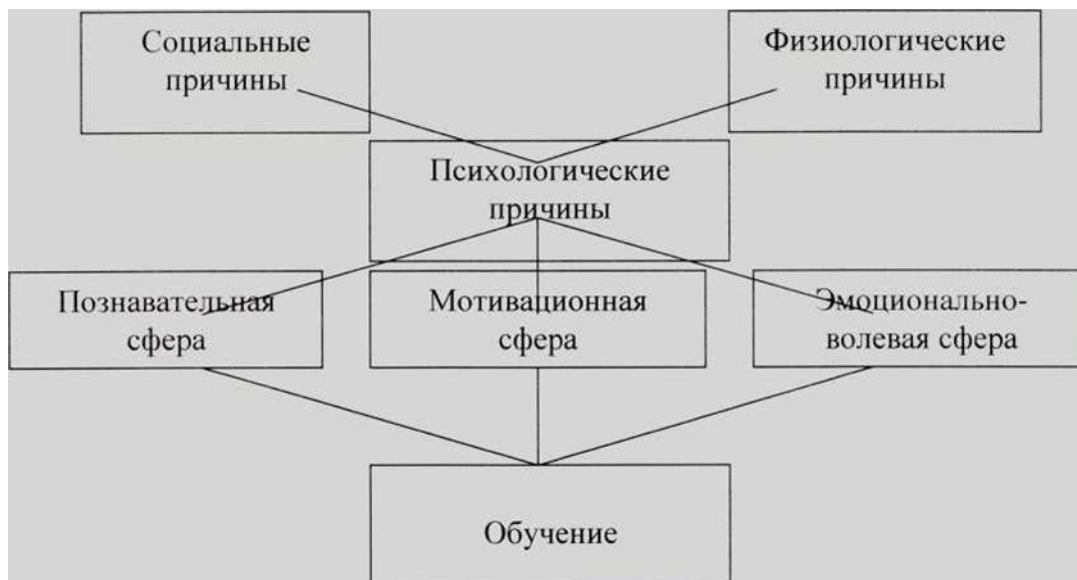 Социальные
причины
Физиологические
причины
Психологические
причины
Познавательная
сфера
Мотивационная
сфера
Эмоционально-
волевая сфера
Обучение